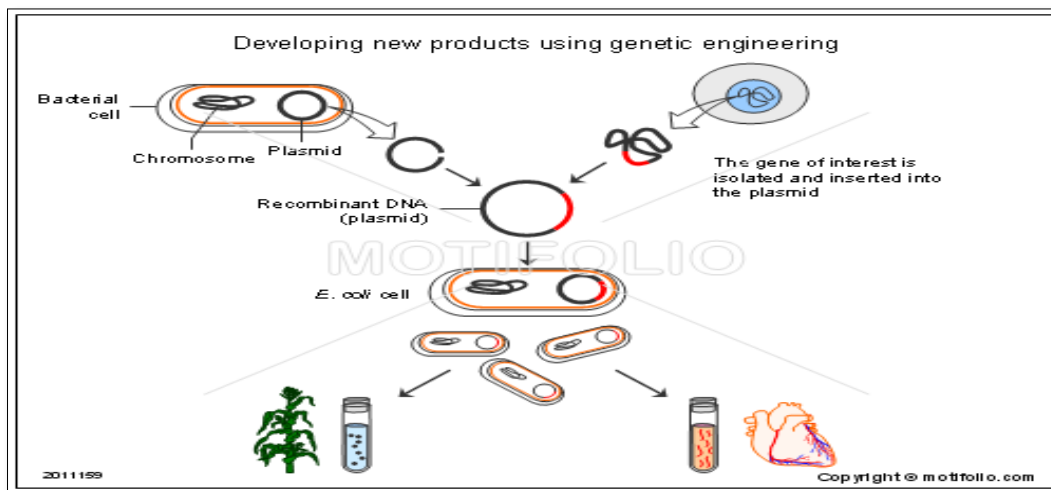 Developing new products using genetic engineering
Bacterial
cell
Chromosome
Plasmid
The gene of interest is
isolated and inserted into
the plasmid
Recombinant DNA
(plasmid)
MOTIFOLIO
E. coli cell
2011159
Copyright © motifolio.com